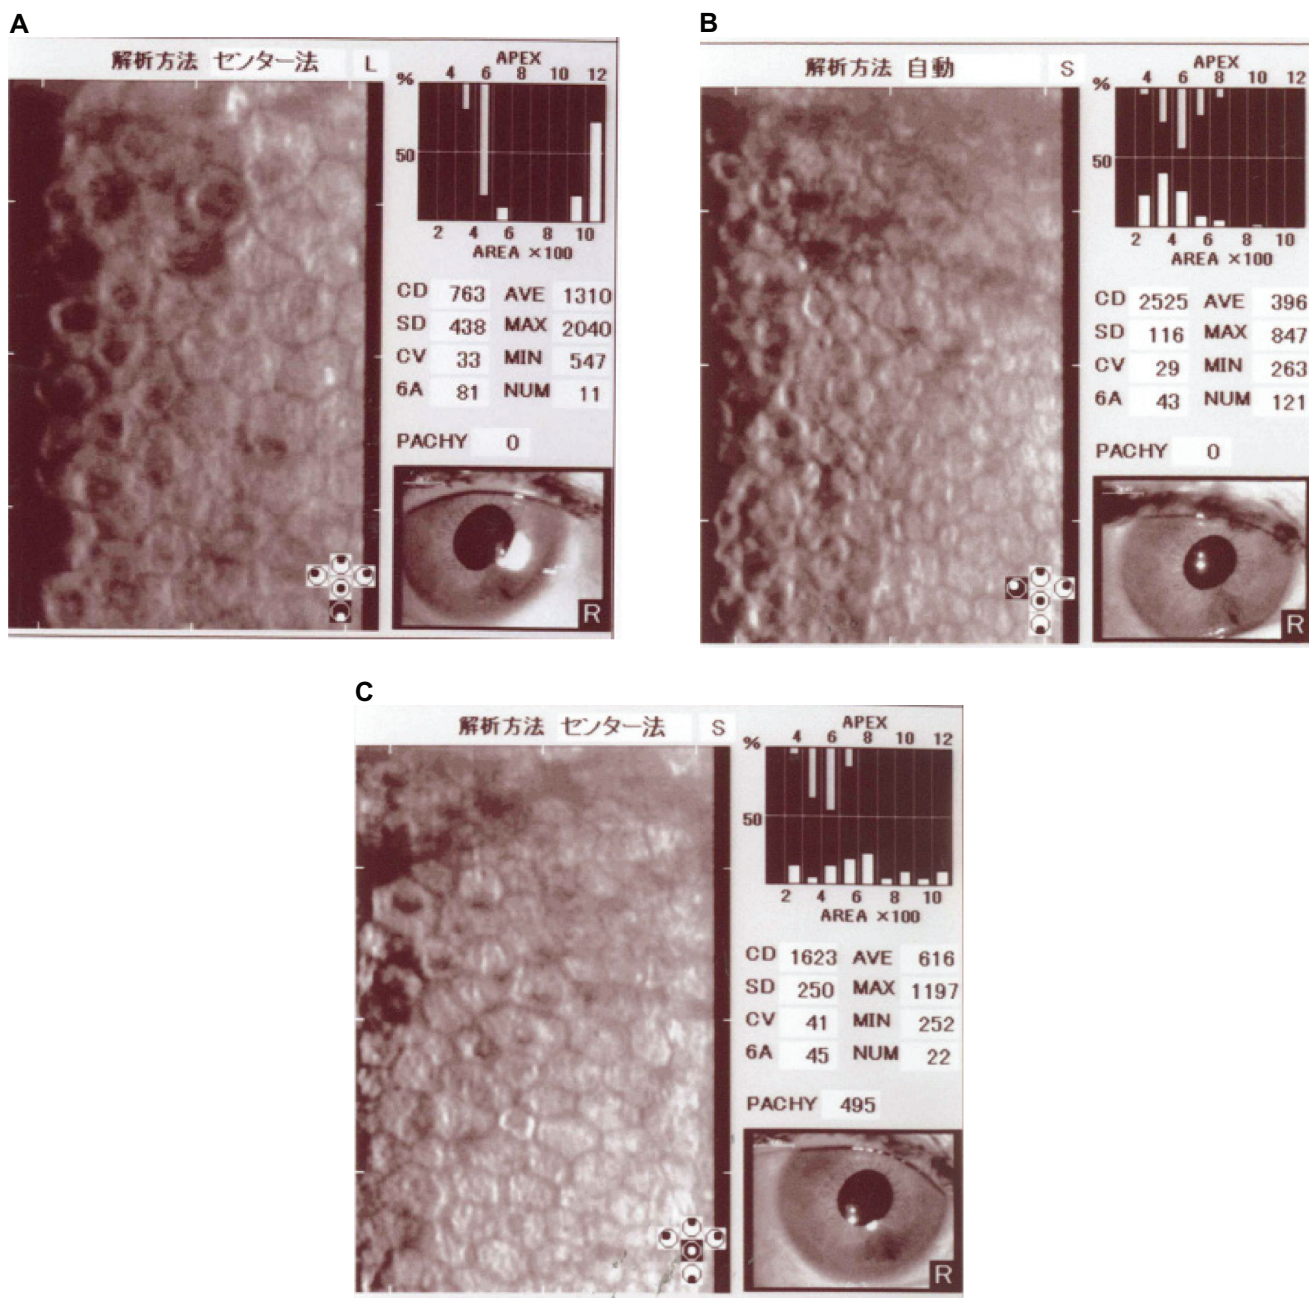 A
解析方法 センター法 L
APEX
4 6 8 10 12
%
50
2 4 6 8 10
AREA ×100
CD 763 AVE 1310
SD 438 MAX 2040
CV 33 MIN 547
6A 81 NUM 11
PACHY 0
R
B
解析方法 自動 S
APEX
4 6 8 10 12
%
50
2 4 6 8 10
AREA ×100
CD 2525 AVE 396
SD 116 MAX 847
CV 29 MIN 263
6A 43 NUM 121
PACHY 0
R
C
解析方法 センター法 S
APEX
4 6 8 10 12
%
50
2 4 6 8 10
AREA ×100
CD 1623 AVE 616
SD 250 MAX 1197
CV 41 MIN 252
6A 45 NUM 22
PACHY 495
R